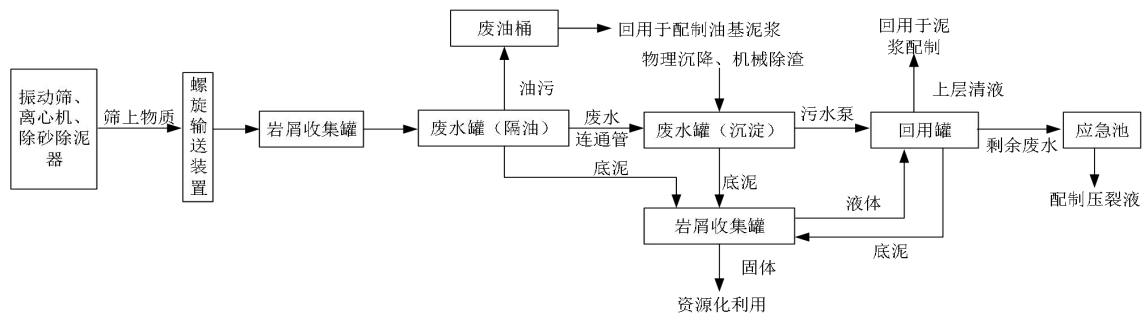 废油桶
回用于配制油基泥浆
回用于泥
浆配制
物理沉降、机械除渣
油污
上层清液
振动筛、
离心机、
除砂除泥
器
筛上物质
螺
旋
输
送
装
置
岩屑收集罐
废水罐（隔油）
废水
连通管
废水罐（沉淀）
污水泵
回用罐
剩余废水
应急池
底泥
底泥
液体
配制压裂液
岩屑收集罐
底泥
固体
资源化利用